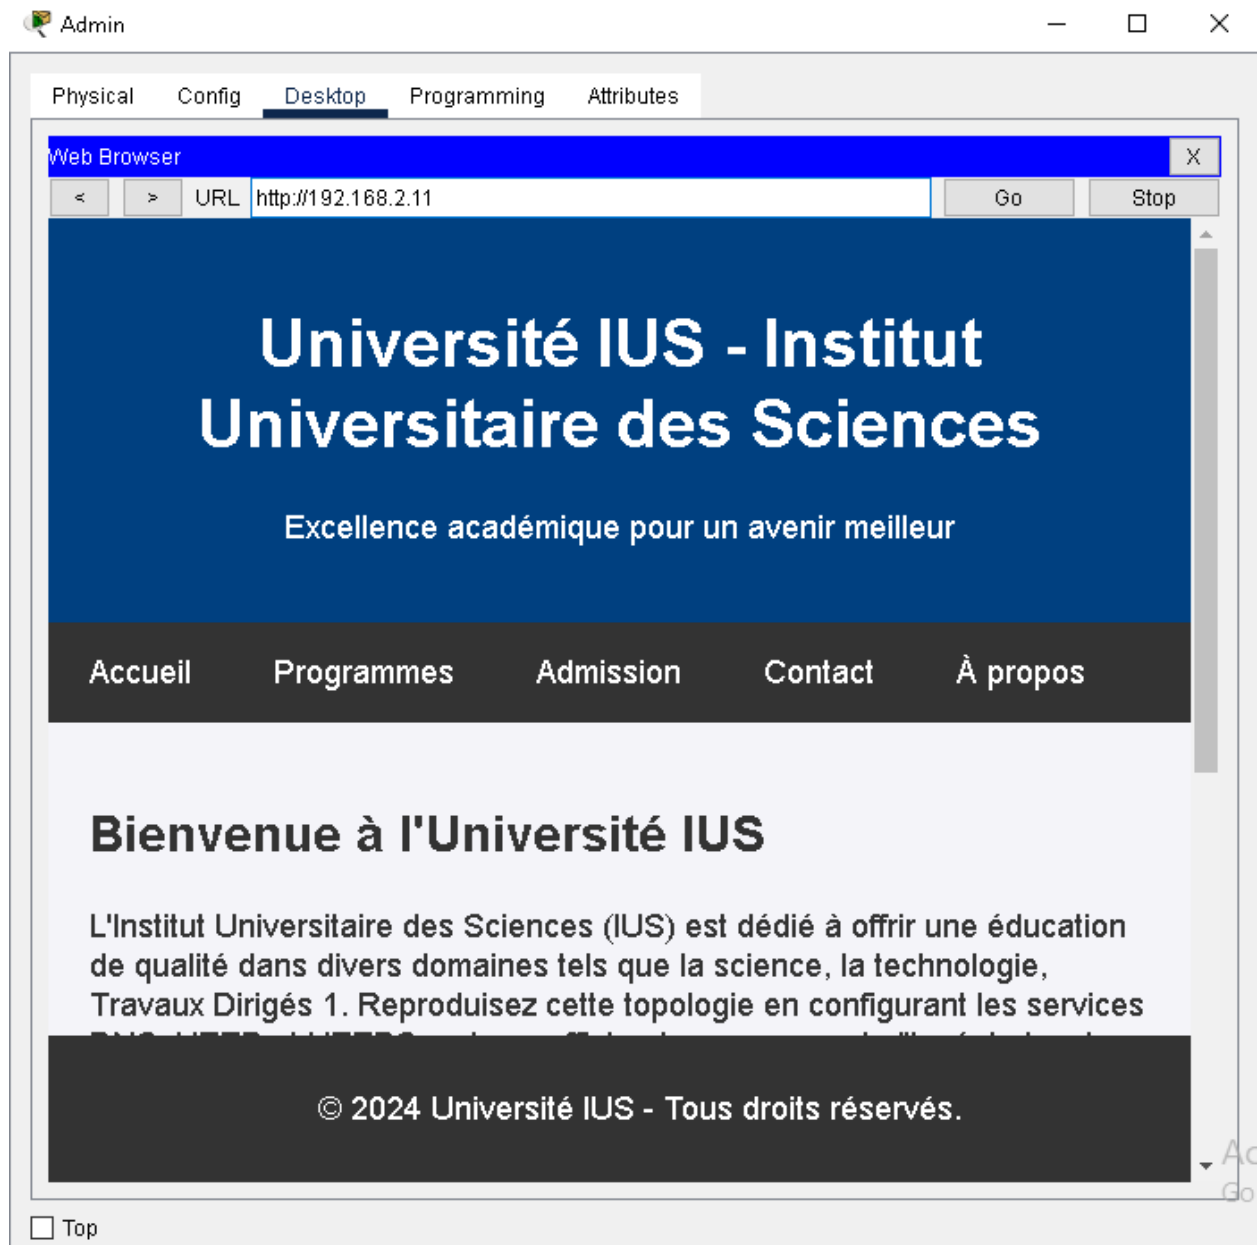 Admin
Physical Config Desktop Programming Attributes
Web Browser X
< > URL http://192.168.2.11 Go Stop
Université IUS - Institut
Universitaire des Sciences
Excellence académique pour un avenir meilleur
Accueil Programmes Admission Contact À propos
Bienvenue à l'Université IUS
L'Institut Universitaire des Sciences (IUS) est dédié à offrir une éducation
de qualité dans divers domaines tels que la science, la technologie,
Travaux Dirigés 1. Reproduisez cette topologie en configurant les services
© 2024 Université IUS - Tous droits réservés.
Top